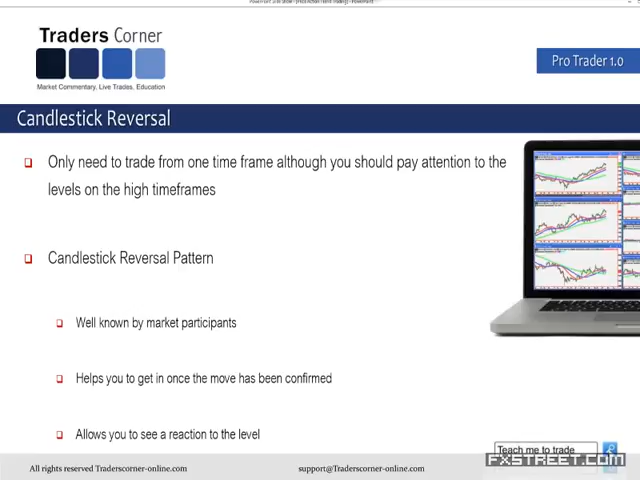 Traders Corner
Market Commentary, Live Trades, Education
Pro Trader 1.0
Candlestick Reversal
Only need to trade from one time frame although you should pay attention to the
levels on the high timeframes
Candlestick Reversal Pattern
Well known by market participants
Helps you to get in once the move has been confirmed
Allows you to see a reaction to the level
Teach me to trade
FXSTREET.COM
All rights reserved Traderscorner-online.com
support@Traderscorner-online.com